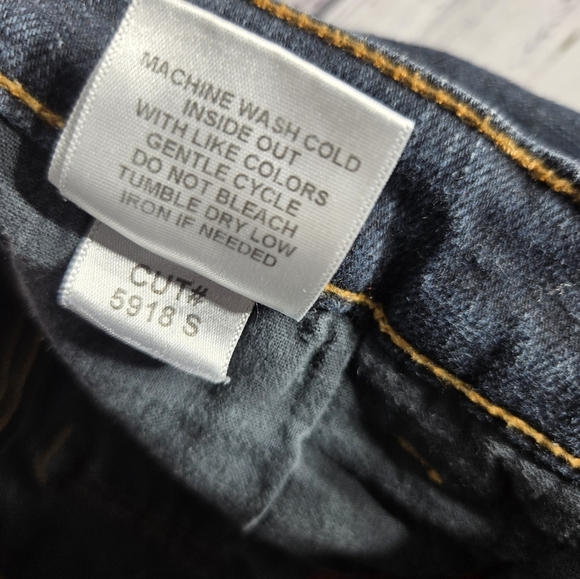 MACHINE WASH COLD
INSIDE OUT
WITH LIKE COLORS
GENTLE CYCLE
DO NOT BLEACH
TUMBLE DRY LOW
IRON IF NEEDED
CUT#
5918 S